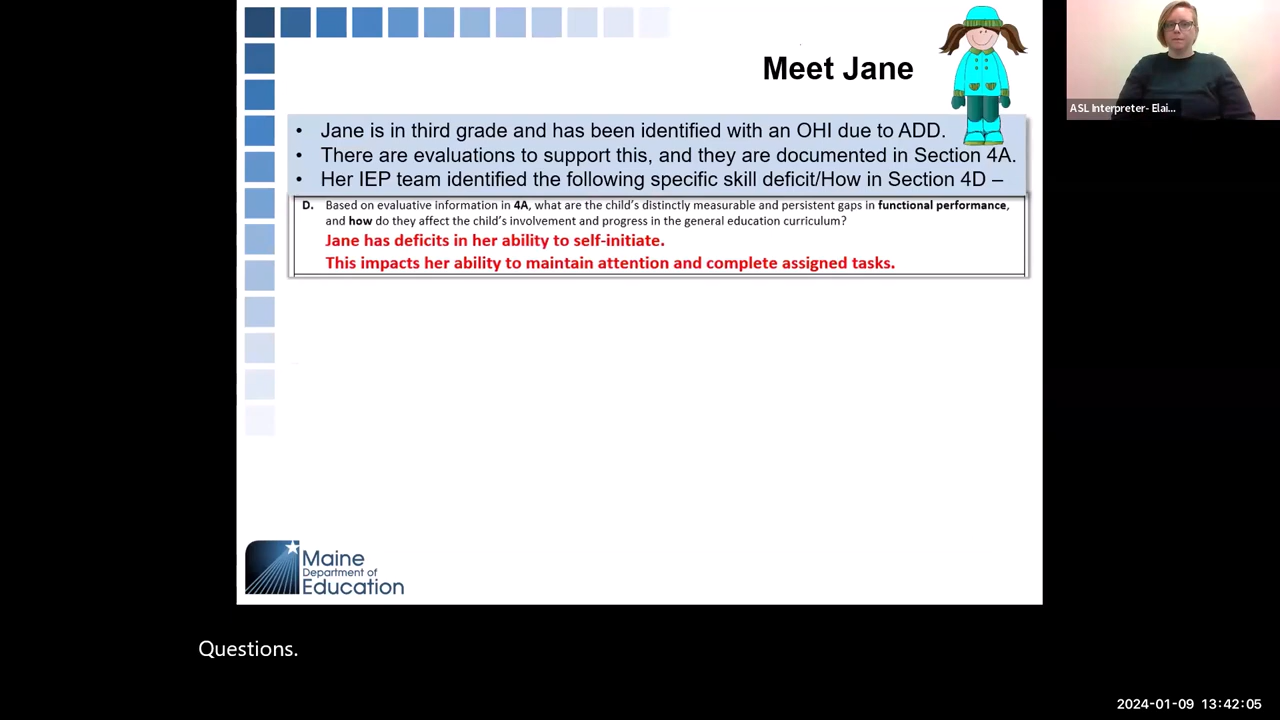 Meet Jane
• Jane is in third grade and has been identified with an OHI due to ADD.
• There are evaluations to support this, and they are documented in Section 4A.
• Her IEP team identified the following specific skill deficit/How in Section 4D –
D. Based on evaluative information in 4A, what are the child's distinctly measurable and persistent gaps in functional performance,
and how do they affect the child's involvement and progress in the general education curriculum?
Jane has deficits in her ability to self-initiate.
This impacts her ability to maintain attention and complete assigned tasks.
Maine
Department of
Education
ASL Interpreter- Elai...
Questions.
2024-01-09 13:42:05